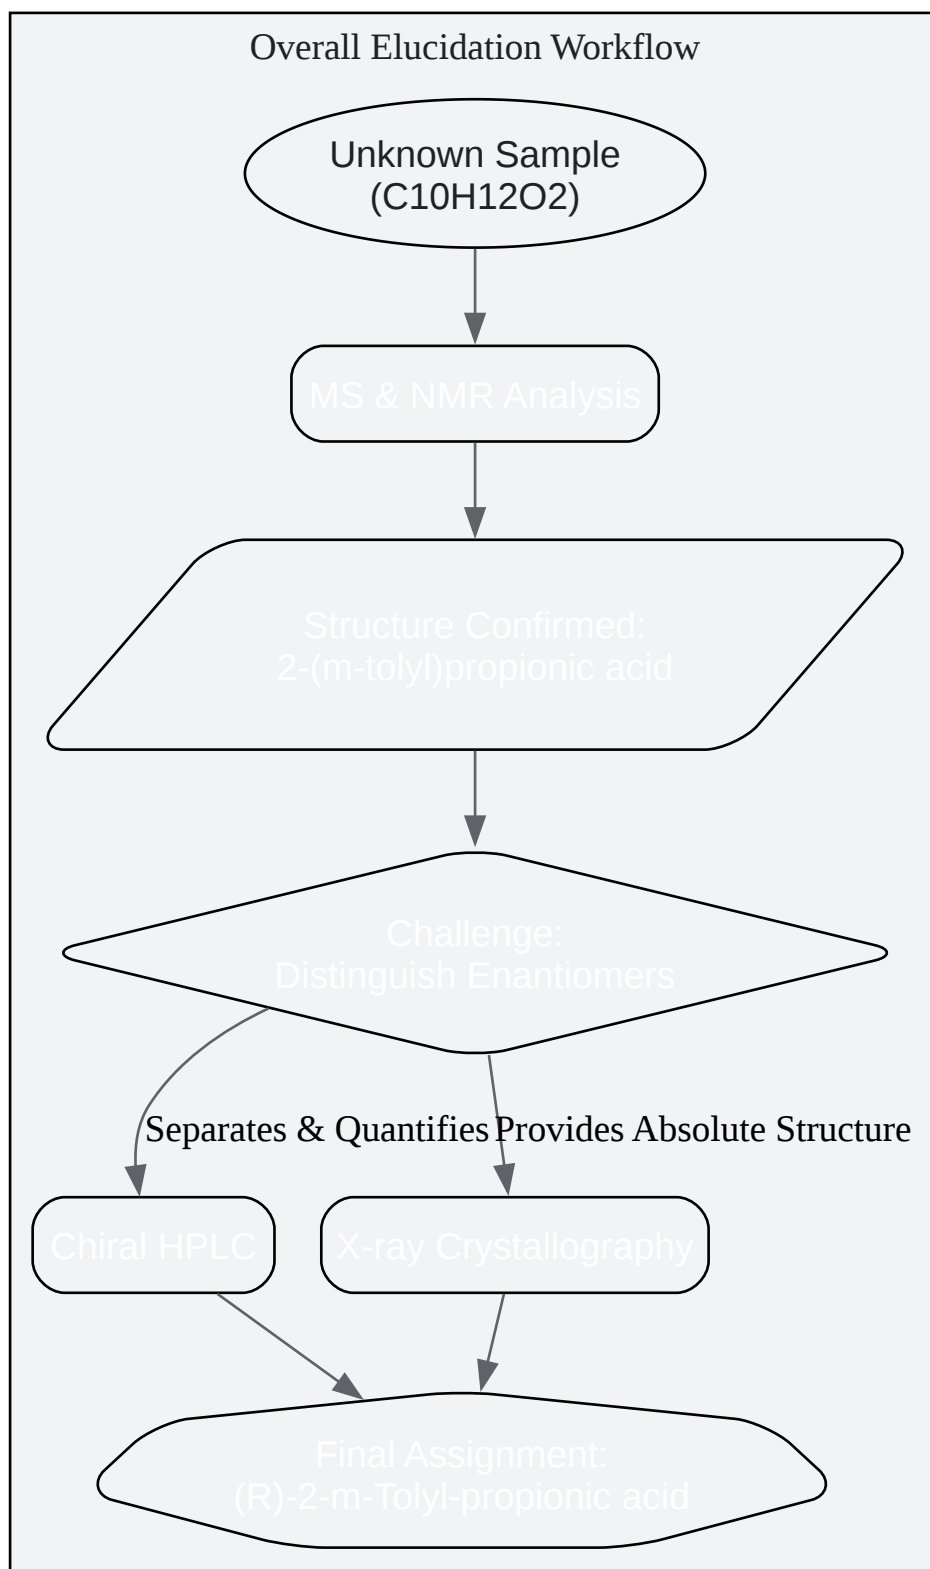 Overall Elucidation Workflow
Unknown Sample
(C10H12O2)
MS & NMR Analysis
Structure Confirmed:
2-(m-tolyl)propionic acid
Challenge:
Distinguish Enantiomers
Separates & Quantifies
Provides Absolute Structure
Chiral HPLC
X-ray Crystallography
Final Assignment:
(R)-2-m-Tolyl-propionic acid